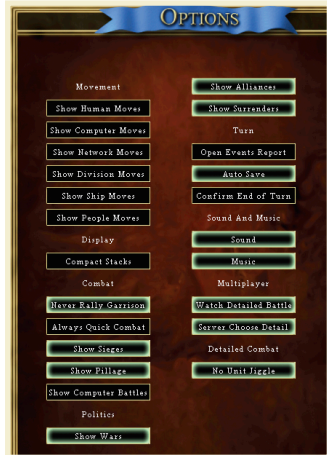 Options
Movement
Show Human Moves
Show Computer Moves
Show Network Moves
Show Division Moves
Show Ship Moves
Show People Moves
Display
Compact Stacks
Combat
Never Rally Garrison
Always Quick Combat
Show Sieges
Show Pillage
Show Computer Battles
Politics
Show Wars
Show Alliances
Show Surrenders
Turn
Open Events Report
Auto Save
Confirm End of Turn
Sound And Music
Sound
Music
Multiplayer
Watch Detailed Battle
Server Choose Detail
Detailed Combat
No Unit Jiggle